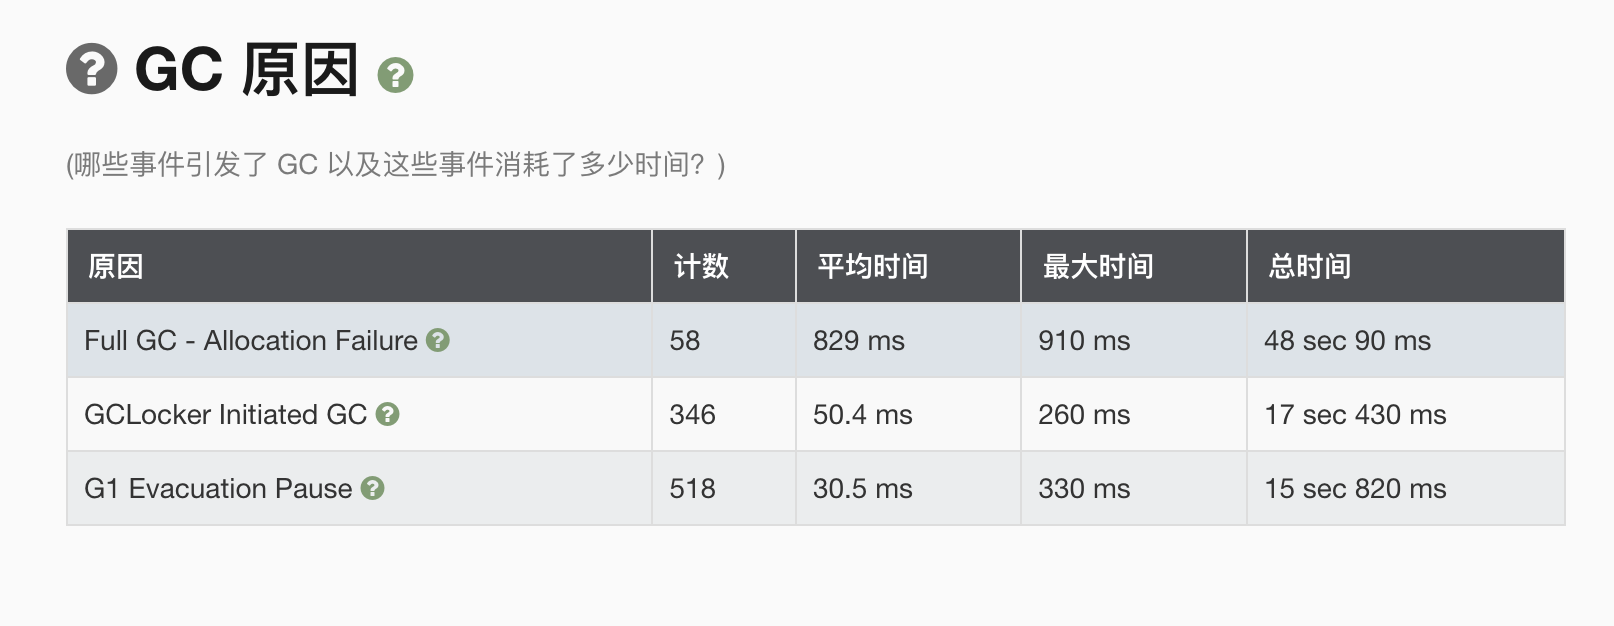 GC 原因
(哪些事件引发了 GC 以及这些事件消耗了多少时间？)
原因 计数 平均时间 最大时间 总时间
Full GC - Allocation Failure 58 829 ms 910 ms 48 sec 90 ms
GCLocker Initiated GC 346 50.4 ms 260 ms 17 sec 430 ms
G1 Evacuation Pause 518 30.5 ms 330 ms 15 sec 820 ms